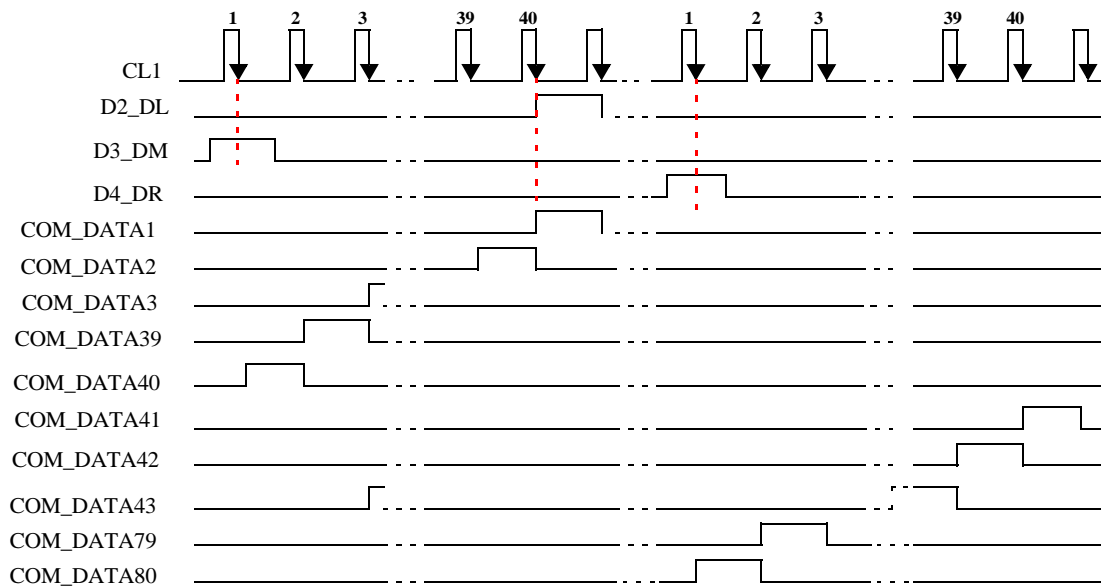 1 2 3 39 40 1 2 3 39 40
CL1
D2_DL
D3_DM
D4_DR
COM_DATA1
COM_DATA2
COM_DATA3
COM_DATA39
COM_DATA40
COM_DATA41
COM_DATA42
COM_DATA43
COM_DATA79
COM_DATA80